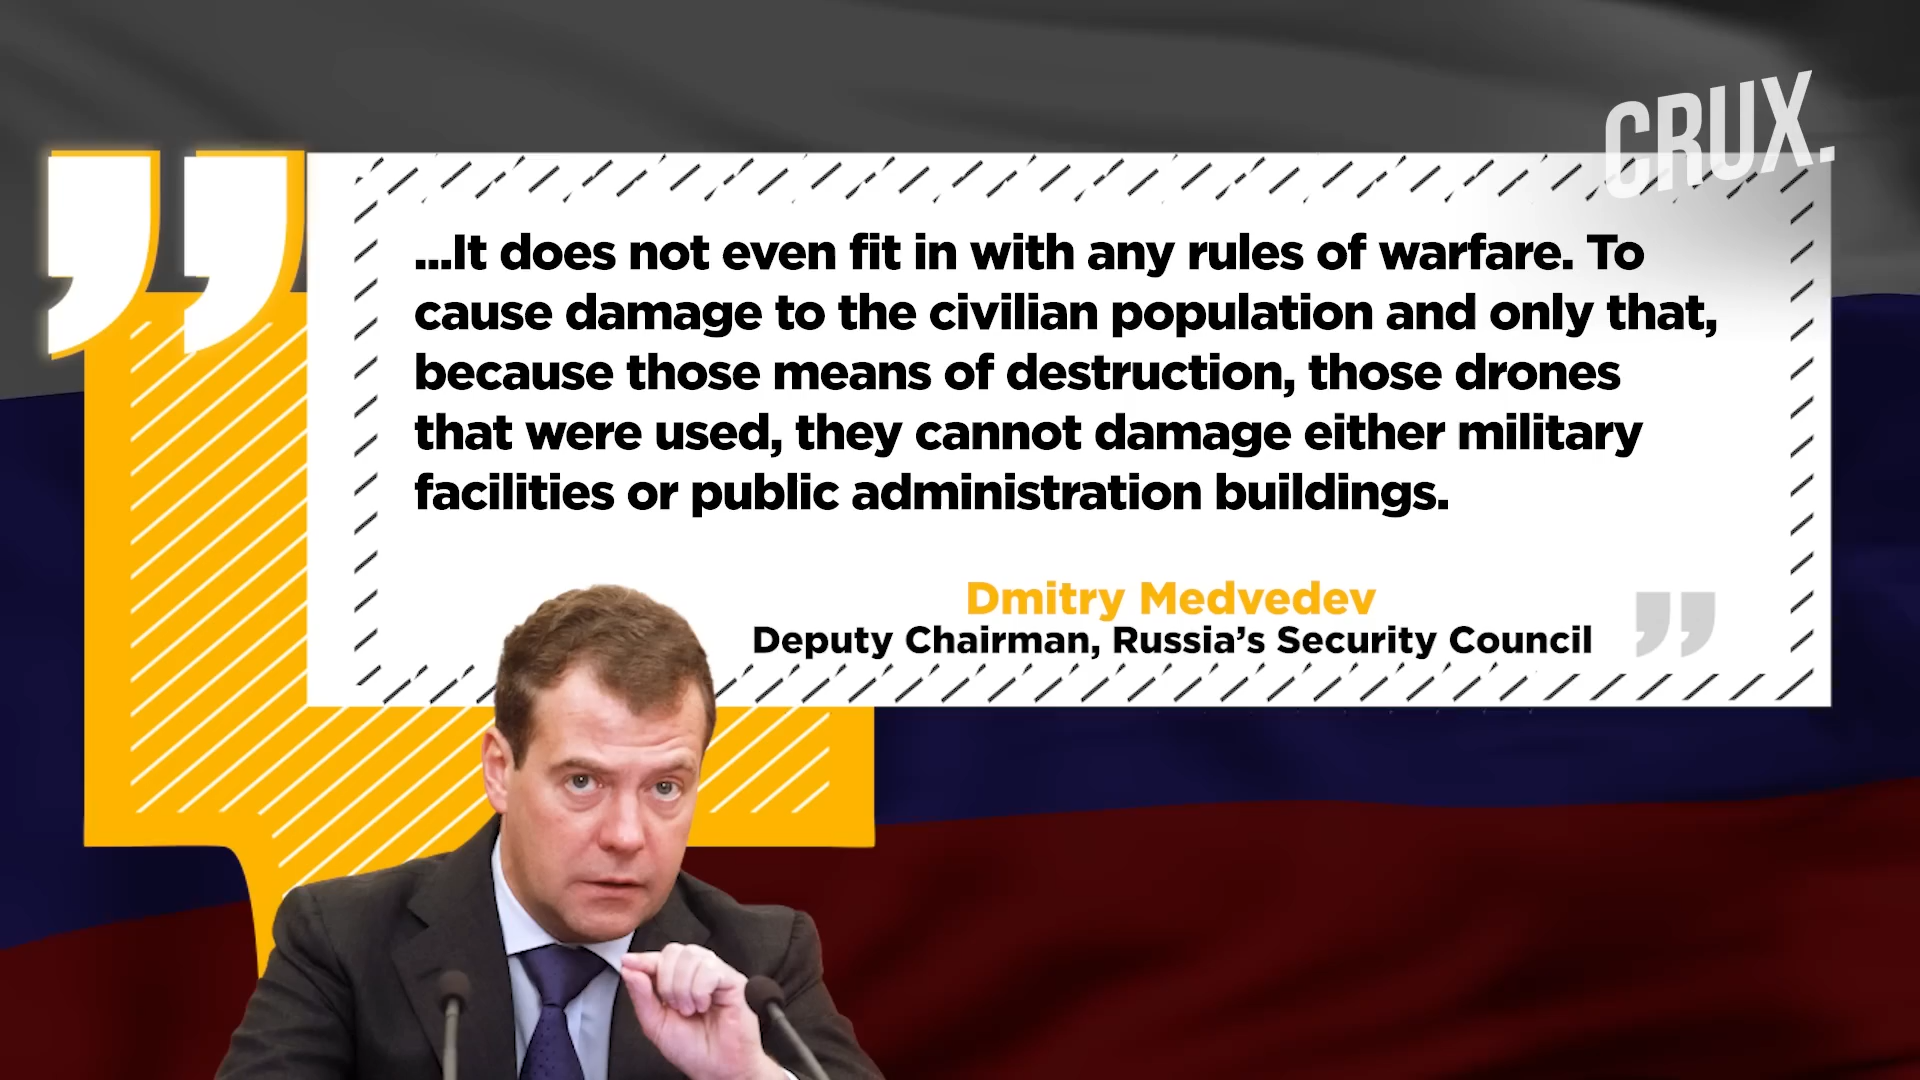 CRUX.
...It does not even fit in with any rules of warfare. To
cause damage to the civilian population and only that,
because those means of destruction, those drones
that were used, they cannot damage either military
facilities or public administration buildings.
Dmitry Medvedev
Deputy Chairman, Russia’s Security Council